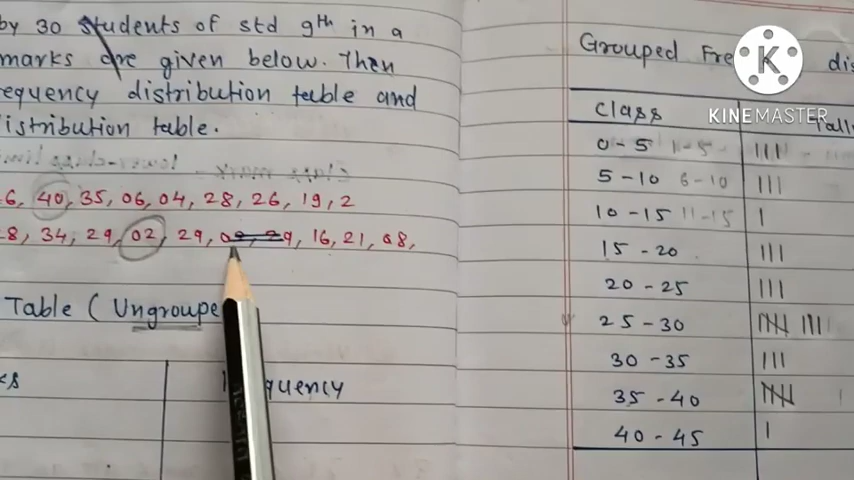 by 30 students of std 9th in a
marks are given below. Then
requency distribution table and
istribution table.
6, 40, 35, 06, 04, 28, 26, 19, 2
8, 34, 29, 02, 29, 16, 21, 08,
Table (Ungroupe
quency
Grouped Fre dis
KINEMASTER
Class Tall
0-5 1-5
5-10 6-10
10-15 11-15
15-20
20-25
25-30
30-35
35-40
40-45